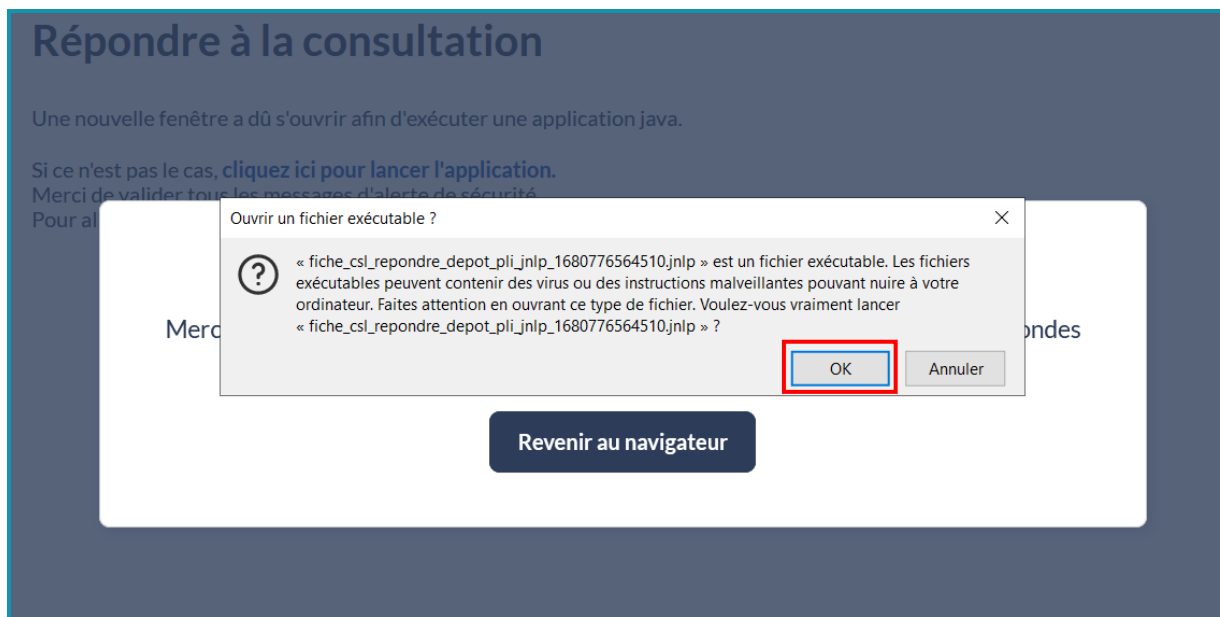 Répondre à la consultation
Une nouvelle fenêtre a dû s'ouvrir afin d'exécuter une application java.
Si ce n'est pas le cas, cliquez ici pour lancer l'application.
Merci de valider tous les messages d'alerte de sécurité
Pour al
Ouvrir un fichier exécutable ?
« fiche_csl_repondre_depot_pli_jnlp_1680776564510.jnlp » est un fichier exécutable. Les fichiers
exécutables peuvent contenir des virus ou des instructions malveillantes pouvant nuire à votre
ordinateur. Faites attention en ouvrant ce type de fichier. Voulez-vous vraiment lancer
« fiche_csl_repondre_depot_pli_jnlp_1680776564510.jnlp » ?
Merc ondes
OK Annuler
Revenir au navigateur